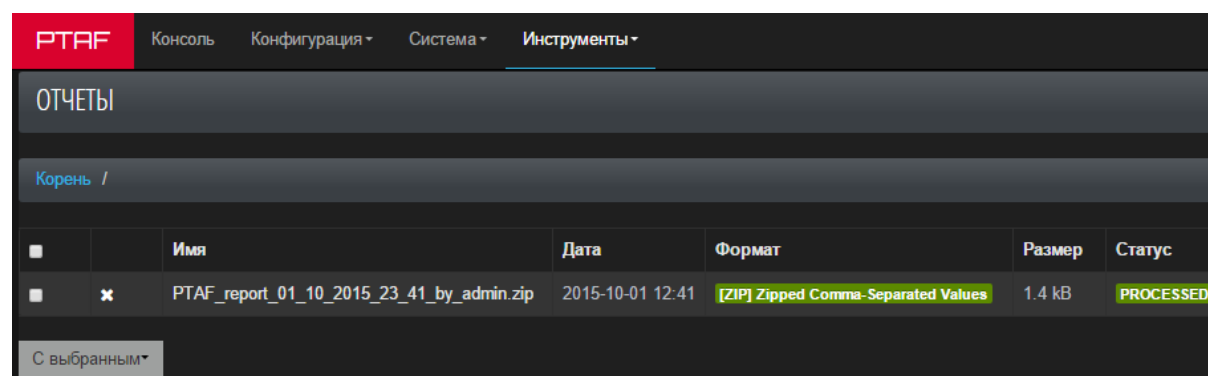 PTAF Консоль Конфигурация Система Инструменты
ОТЧЕТЫ
Корень /
Имя Дата Формат Размер Статус
PTAF_report_01_10_2015_23_41_by_admin.zip 2015-10-01 12:41 [ZIP] Zipped Comma-Separated Values 1.4 kB PROCESSED
С выбранным